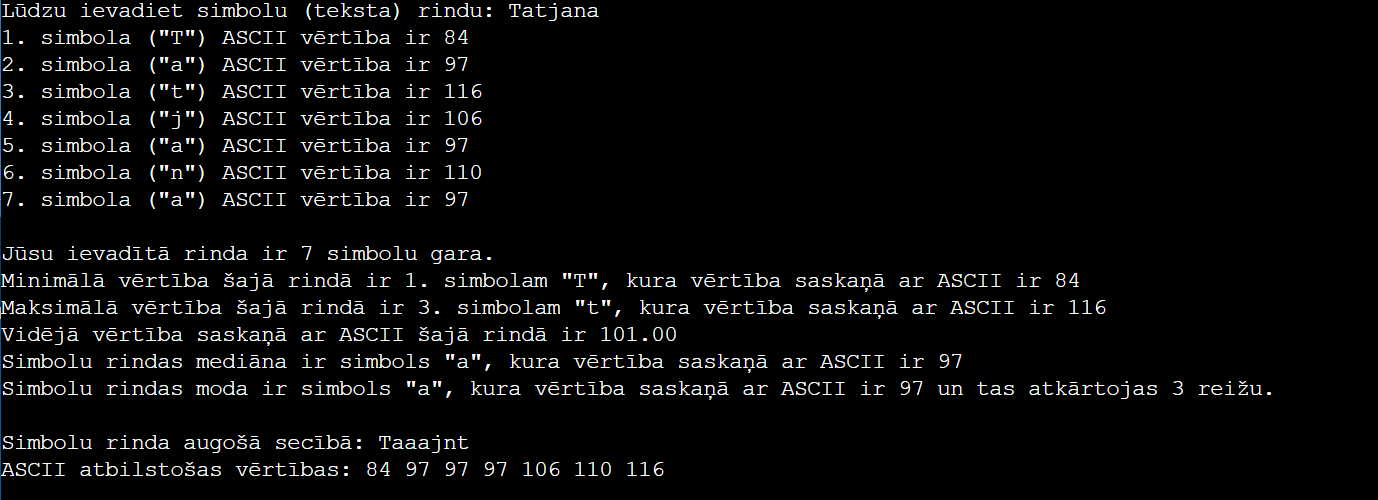 Lūdzu ievadiet simbolu (teksta) rindu: Tatjana
1. simbola ("T") ASCII vērtība ir 84
2. simbola ("a") ASCII vērtība ir 97
3. simbola ("t") ASCII vērtība ir 116
4. simbola ("j") ASCII vērtība ir 106
5. simbola ("a") ASCII vērtība ir 97
6. simbola ("n") ASCII vērtība ir 110
7. simbola ("a") ASCII vērtība ir 97
Jūsu ievadītā rinda ir 7 simbolu gara.
Minimālā vērtība šajā rindā ir 1. simbolam "T", kura vērtība saskaņā ar ASCII ir 84
Maksimālā vērtība šajā rindā ir 3. simbolam "t", kura vērtība saskaņā ar ASCII ir 116
Vidējā vērtība saskaņā ar ASCII šajā rindā ir 101.00
Simbolu rindas mediāna ir simbols "a", kura vērtība saskaņā ar ASCII ir 97
Simbolu rindas moda ir simbols "a", kura vērtība saskaņā ar ASCII ir 97 un tas atkārtojas 3 reižu.
Simbolu rinda augošā secībā: Taaajnt
ASCII atbilstošas vērtības: 84 97 97 97 106 110 116